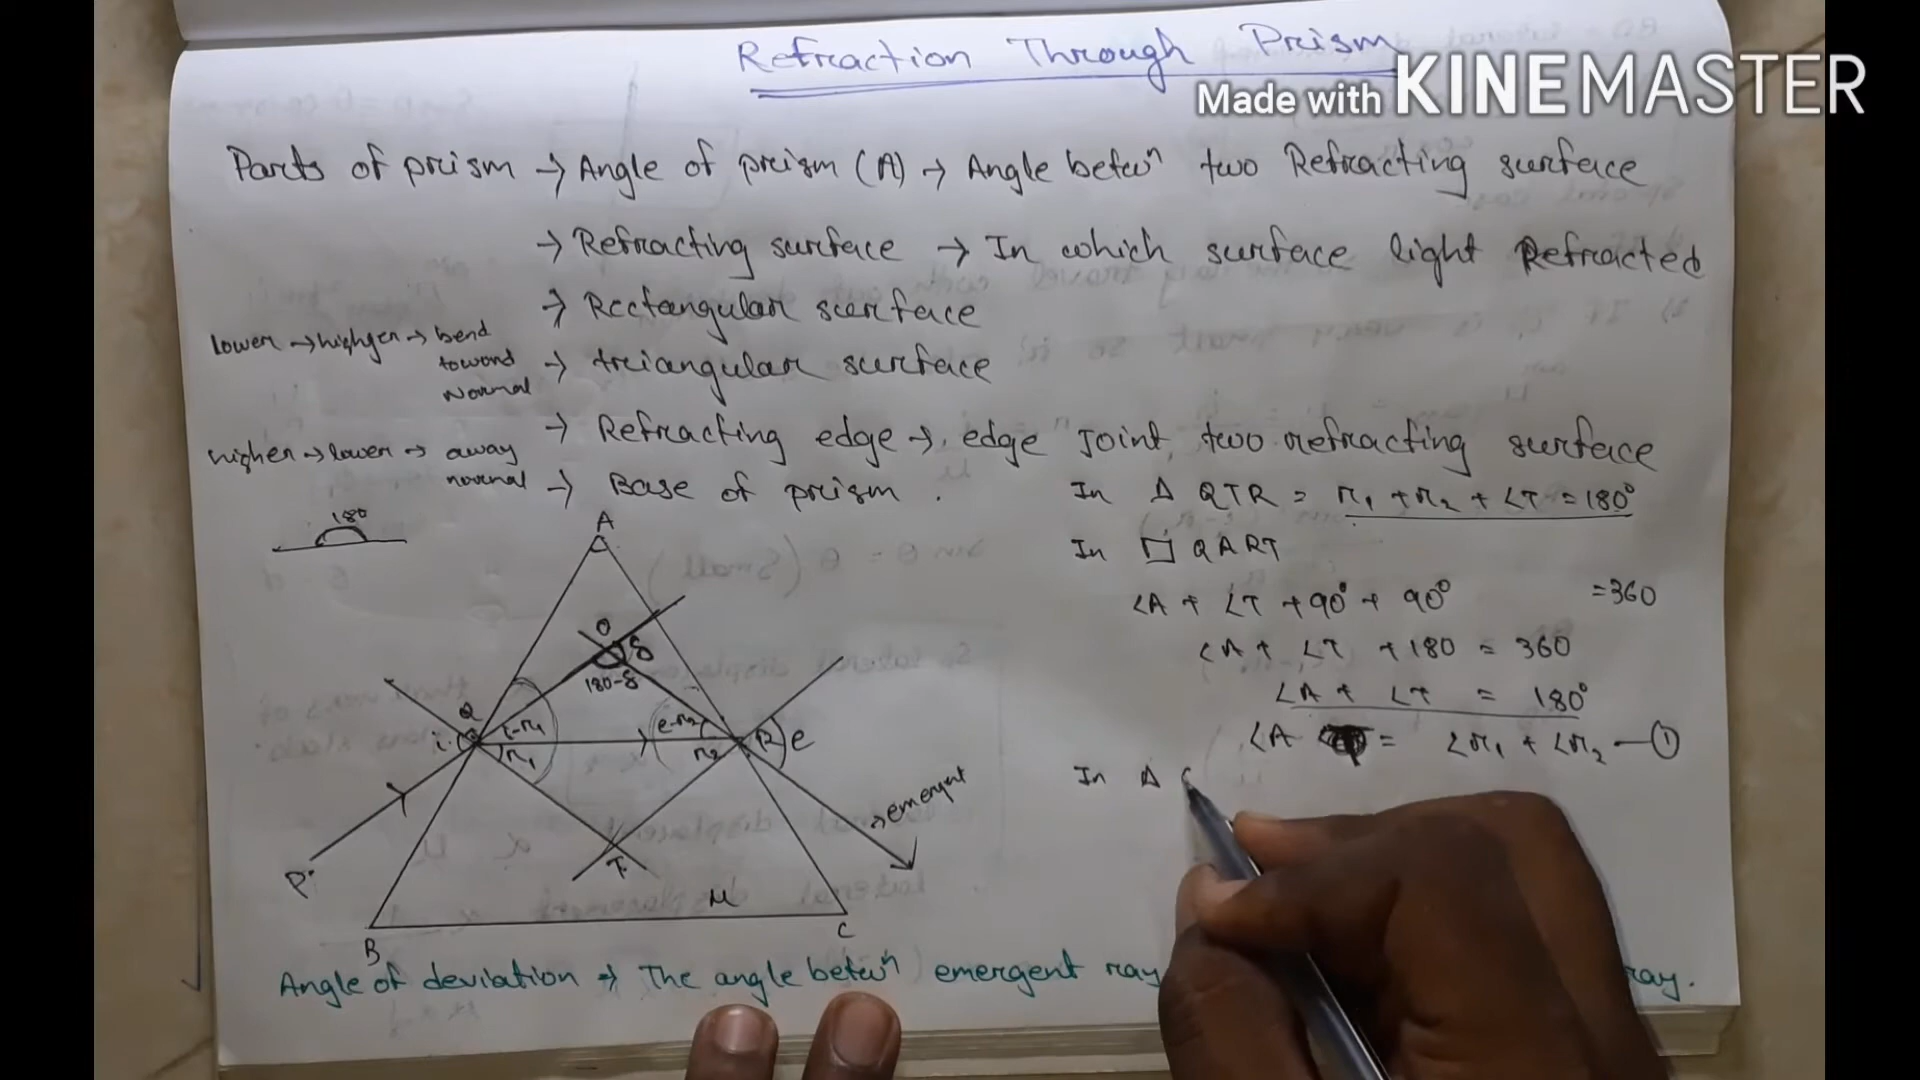 Refraction Through Prism
Made with KINEMASTER
Parts of prism → Angle of prism (A) → Angle betwⁿ two Refracting surface
→ Refracting surface → In which surface light Refracted
→ Rectangular surface
lower → highger → bend toward normal
→ triangular surface
→ Refracting edge → edge Joint two refracting surface
higher → lower → away normal
→ Base of prism .
In Δ QTR = r₁ + r₂ + ∠T = 180°
In □ QART
∠A + ∠T + 90° + 90° = 360
∠A + ∠T + 180 = 360
∠A + ∠T = 180°
∠A = ∠r₁ + ∠r₂ — ①
In Δ
180
A
O
δ
180-δ
Q
i
i-r₁
r₁
e-r₂
r₂
R
e
→ emergent
P
T
μ
B
C
Angle of deviation → The angle betwⁿ emergent ray ray.